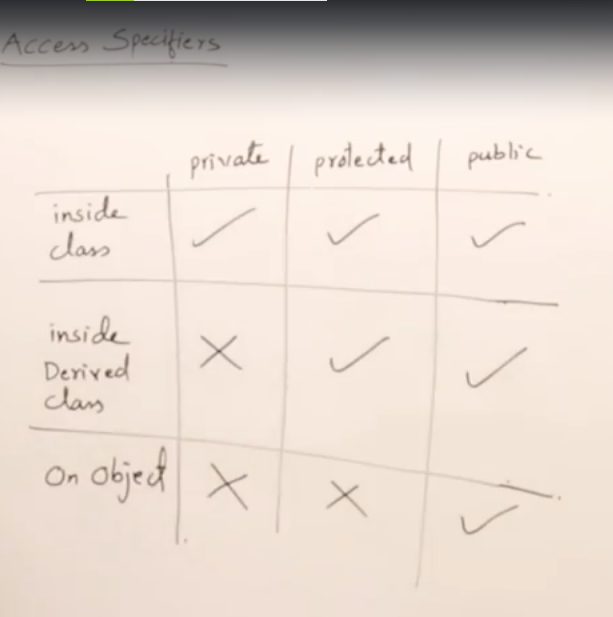 Access Specifiers
private protected public
inside
class ✓ ✓ ✓
inside
Derived
class ✗ ✓ ✓
On Object ✗ ✗ ✓